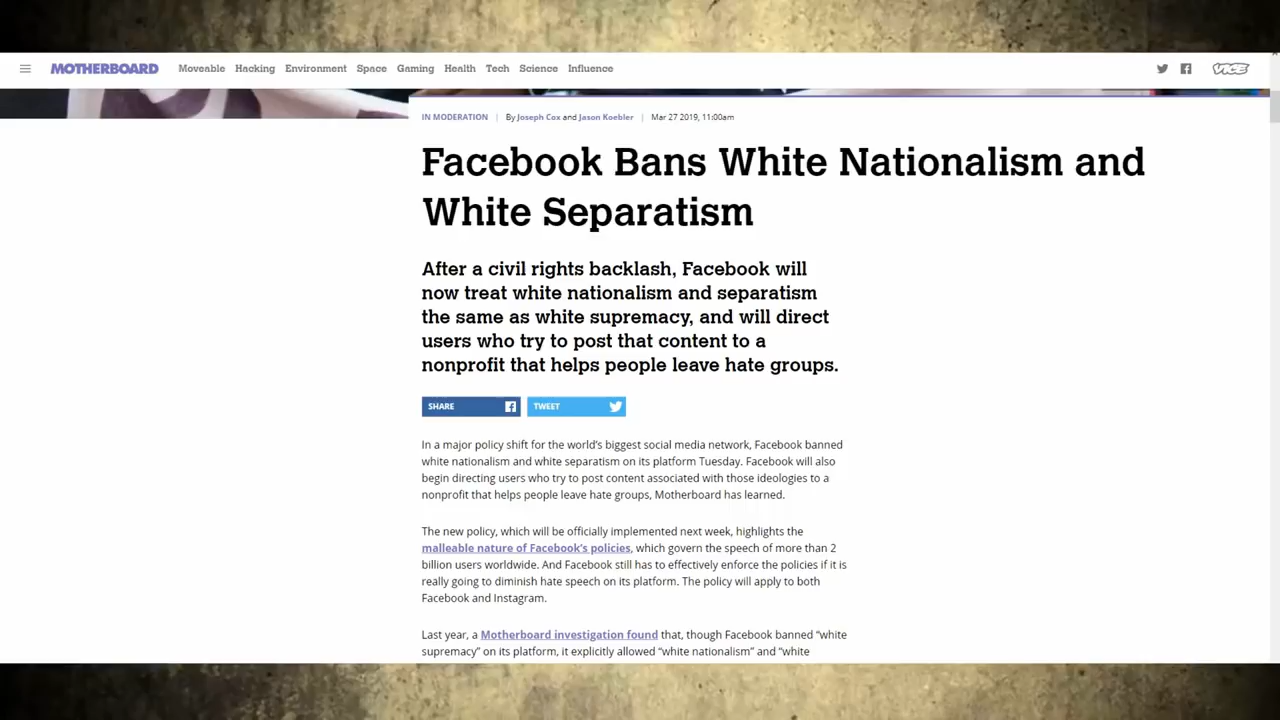 MOTHERBOARD Moveable Hacking Environment Space Gaming Health Tech Science Influence VICE
IN MODERATION | By Joseph Cox and Jason Koebler | Mar 27 2019, 11:00am
Facebook Bans White Nationalism and
White Separatism
After a civil rights backlash, Facebook will
now treat white nationalism and separatism
the same as white supremacy, and will direct
users who try to post that content to a
nonprofit that helps people leave hate groups.
SHARE TWEET
In a major policy shift for the world's biggest social media network, Facebook banned
white nationalism and white separatism on its platform Tuesday. Facebook will also
begin directing users who try to post content associated with those ideologies to a
nonprofit that helps people leave hate groups, Motherboard has learned.
The new policy, which will be officially implemented next week, highlights the
malleable nature of Facebook's policies, which govern the speech of more than 2
billion users worldwide. And Facebook still has to effectively enforce the policies if it is
really going to diminish hate speech on its platform. The policy will apply to both
Facebook and Instagram.
Last year, a Motherboard investigation found that, though Facebook banned “white
supremacy” on its platform, it explicitly allowed “white nationalism” and “white